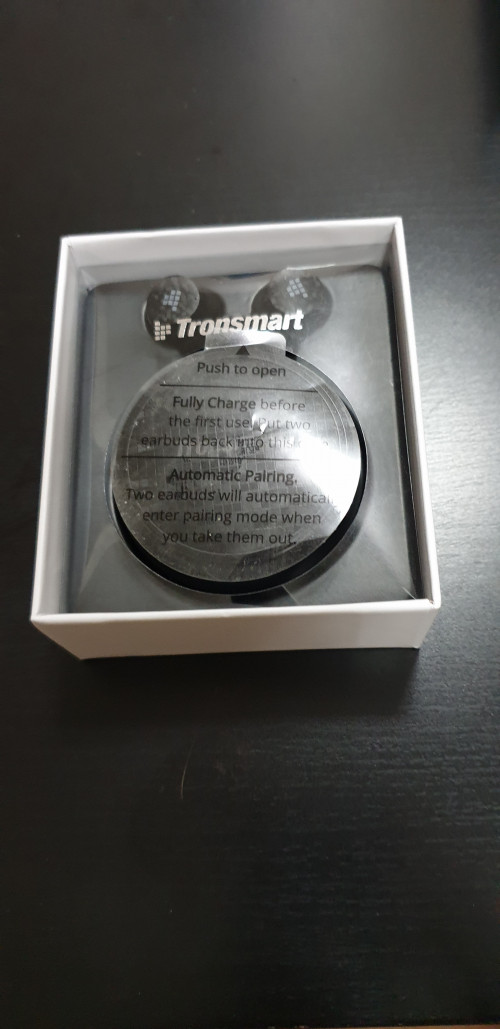 Tronsmart
Push to open
Fully Charge before
the first use. Put two
earbuds back into this
Automatic Pairing.
Two earbuds will automatical
enter pairing mode when
you take them out.